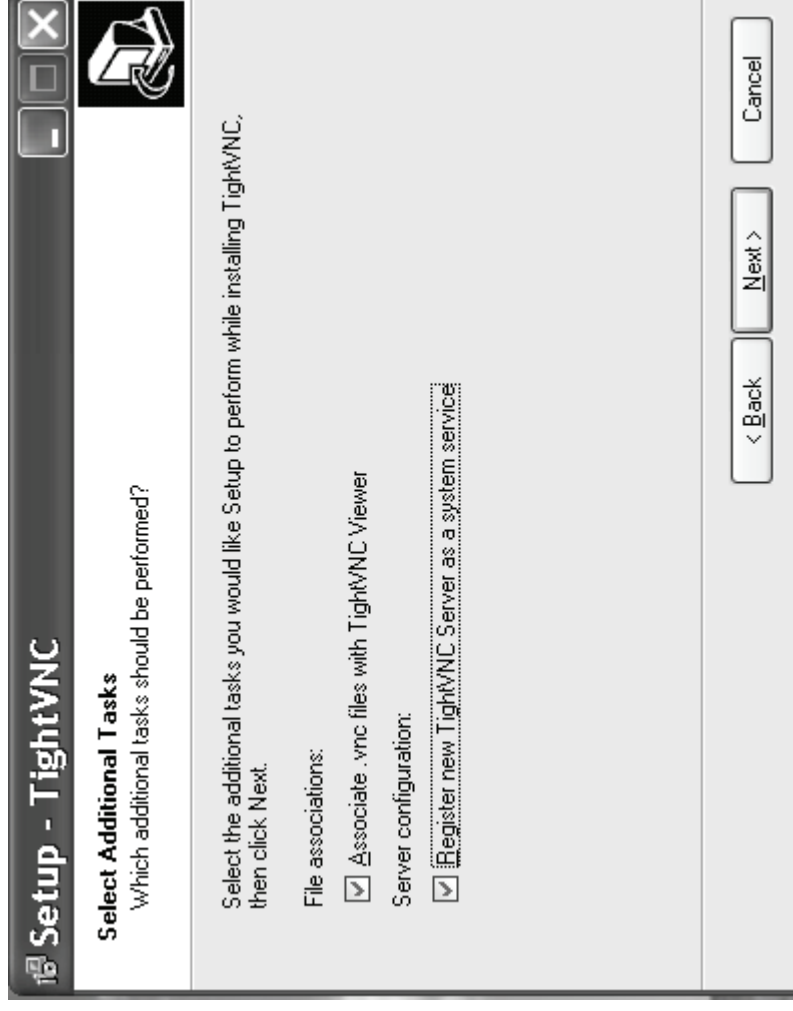 Setup - TightVNC
Select Additional Tasks
Which additional tasks should be performed?
Select the additional tasks you would like Setup to perform while installing TightVNC,
then click Next.
File associations:
Associate .vnc files with TightVNC Viewer
Server configuration:
Register new TightVNC Server as a system service
< Back
Next >
Cancel